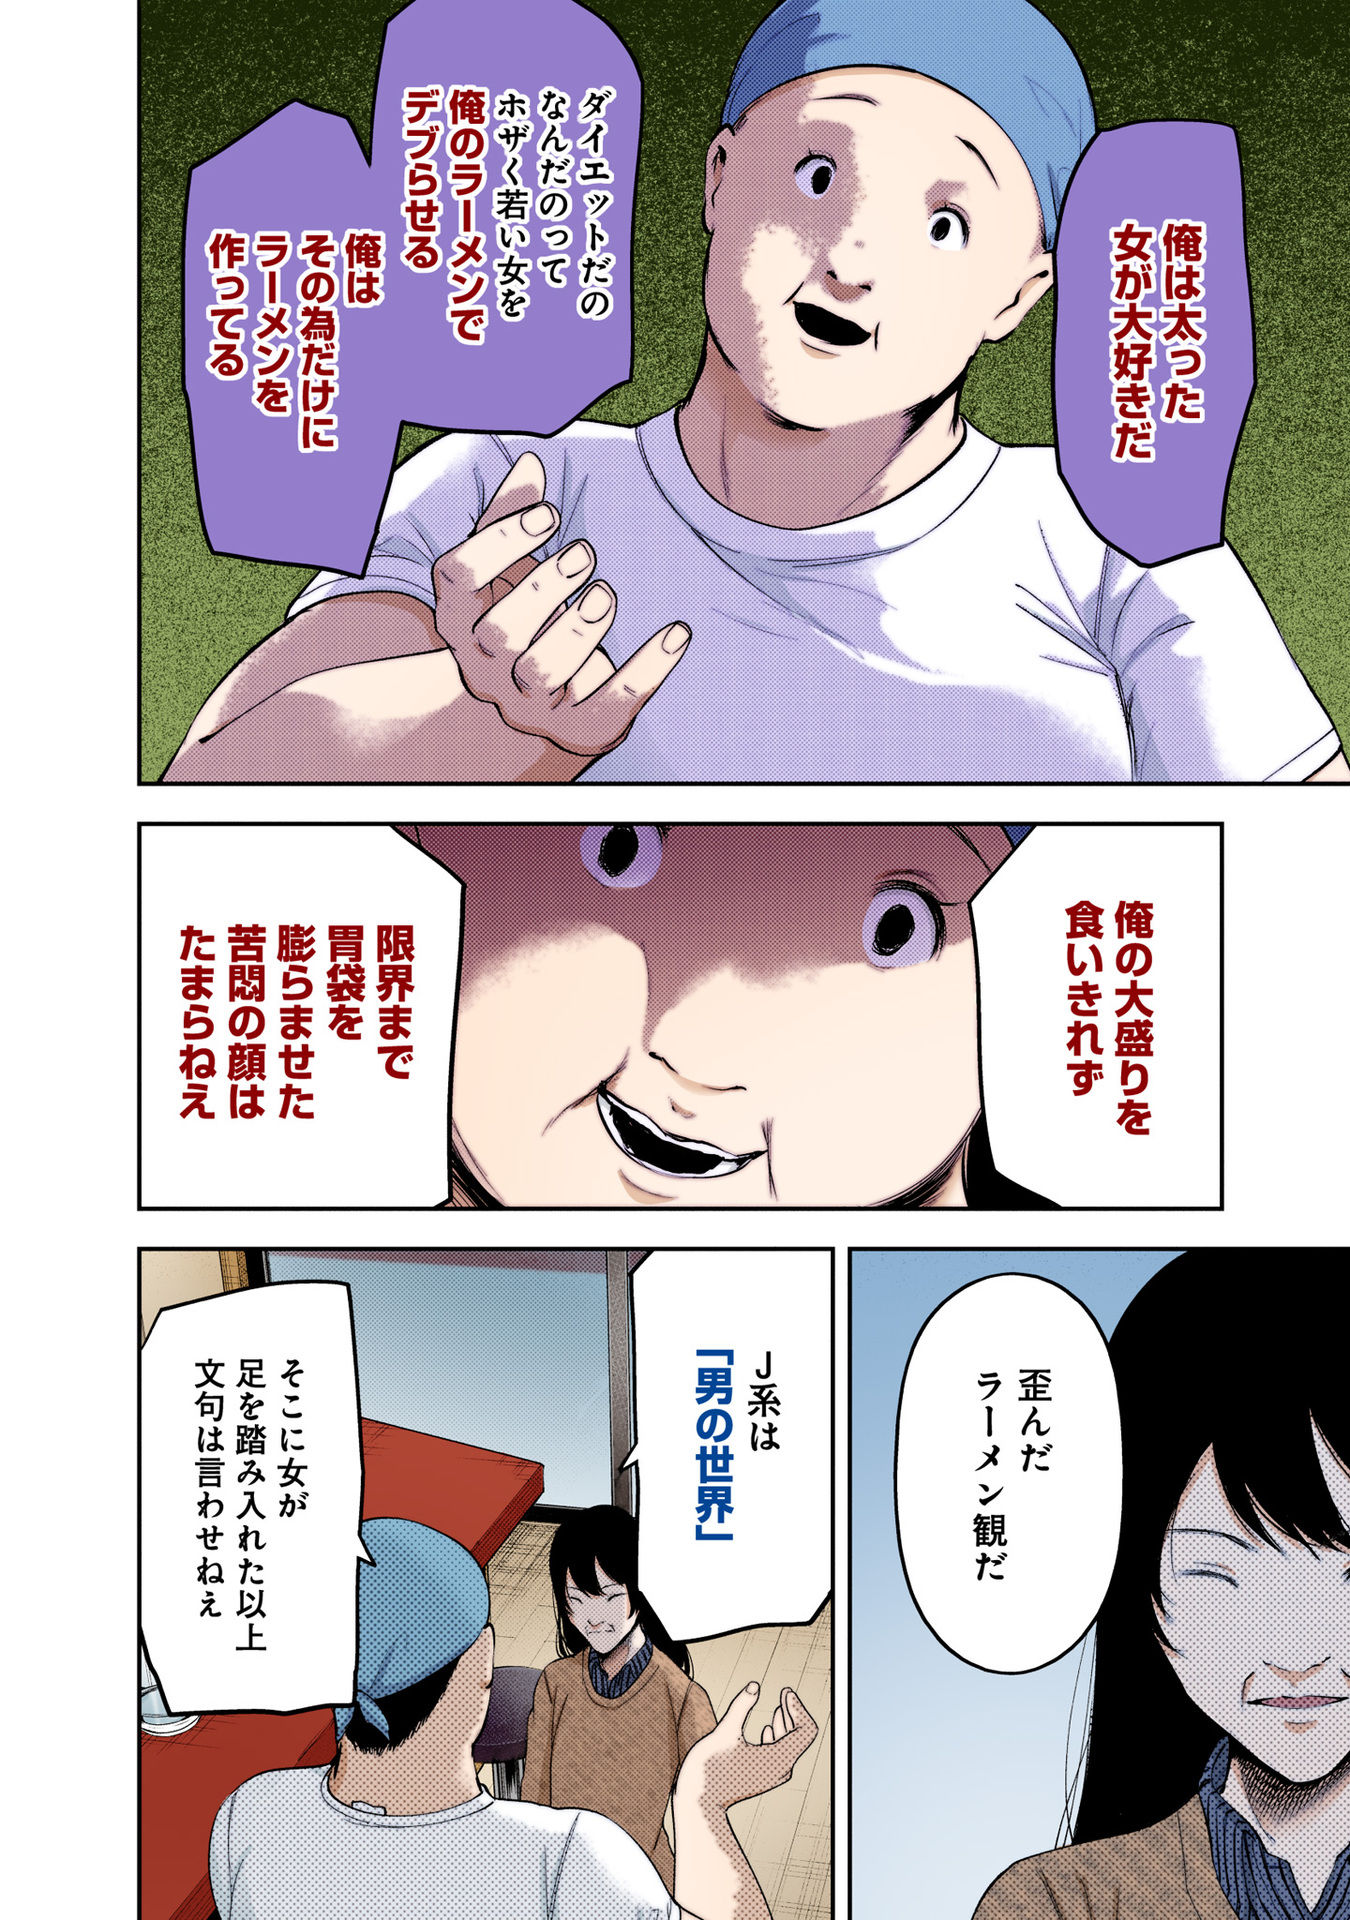 俺は太った
女が大好きだ
ダイエットだの
なんだのって
ホザく若い女を
俺のラーメンで
デブらせる
俺は
その為だけに
ラーメンを
作ってる
俺の大盛りを
食いきれず
限界まで
胃袋を
膨らませた
苦悶の顔は
たまらねえ
歪んだ
ラーメン観だ
J系は
「男の世界」
そこに女が
足を踏み入れた以上
文句は言わせねぇ